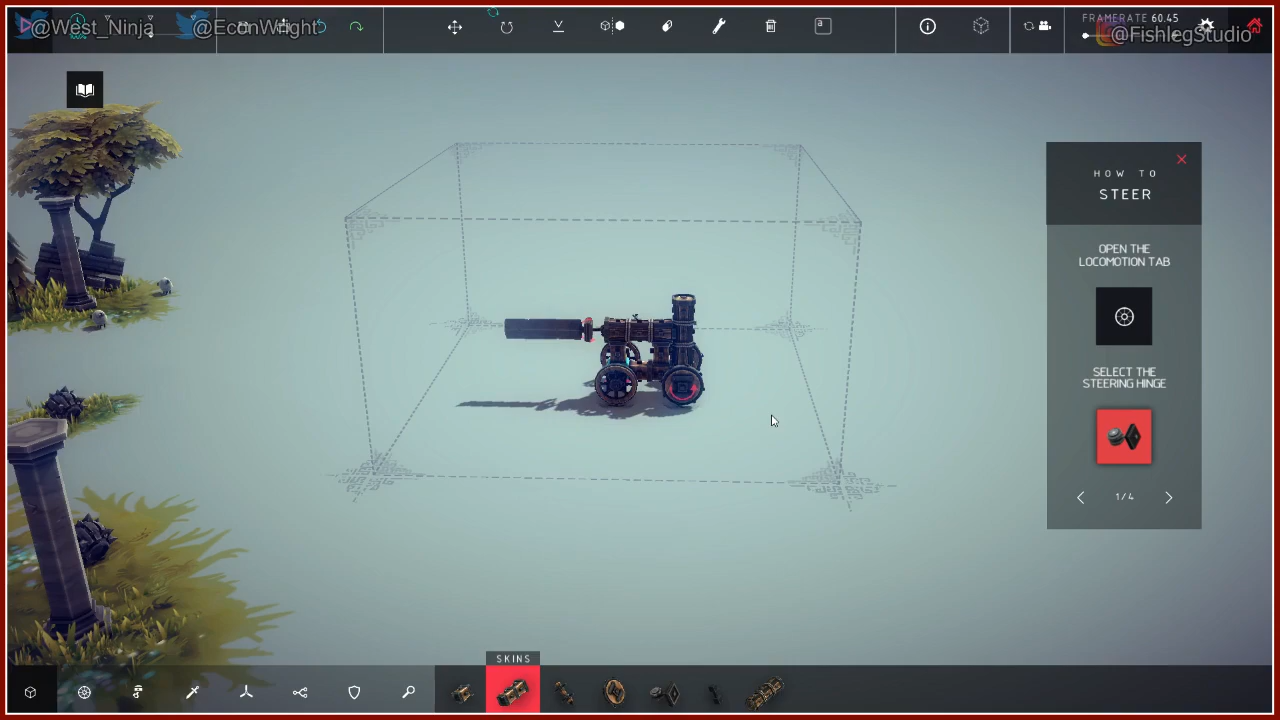 @West_Ninja
@EconWright
FRAMERATE 60.45
@FishlegStudio
a
HOW TO
STEER
OPEN THE
LOCOMOTION TAB
SELECT THE
STEERING HINGE
1/4
SKINS